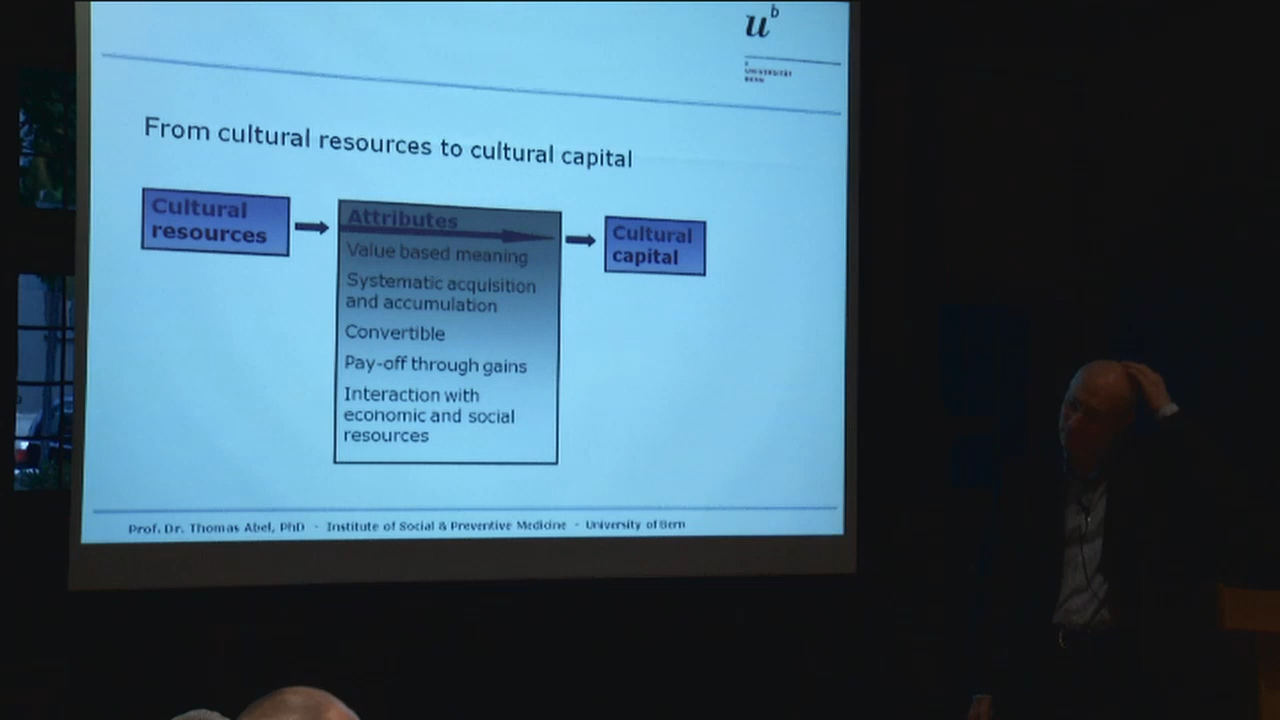 u^b
UNIVERSITÄT
BERN
From cultural resources to cultural capital
Cultural
resources
Attributes
Value based meaning
Systematic acquisition
and accumulation
Convertible
Pay-off through gains
Interaction with
economic and social
resources
Cultural
capital
Prof. Dr. Thomas Abel, PhD - Institute of Social & Preventive Medicine - University of Bern